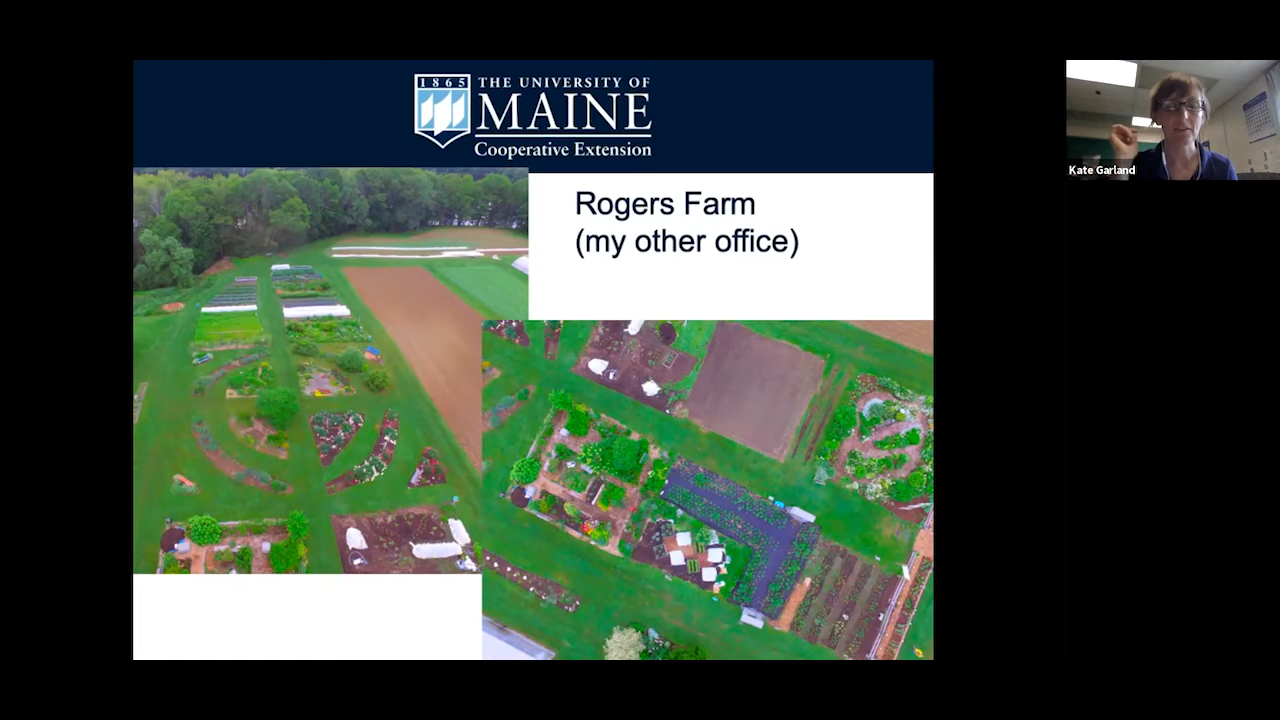 1865
THE UNIVERSITY OF
MAINE
Cooperative Extension
Rogers Farm
(my other office)
Kate Garland